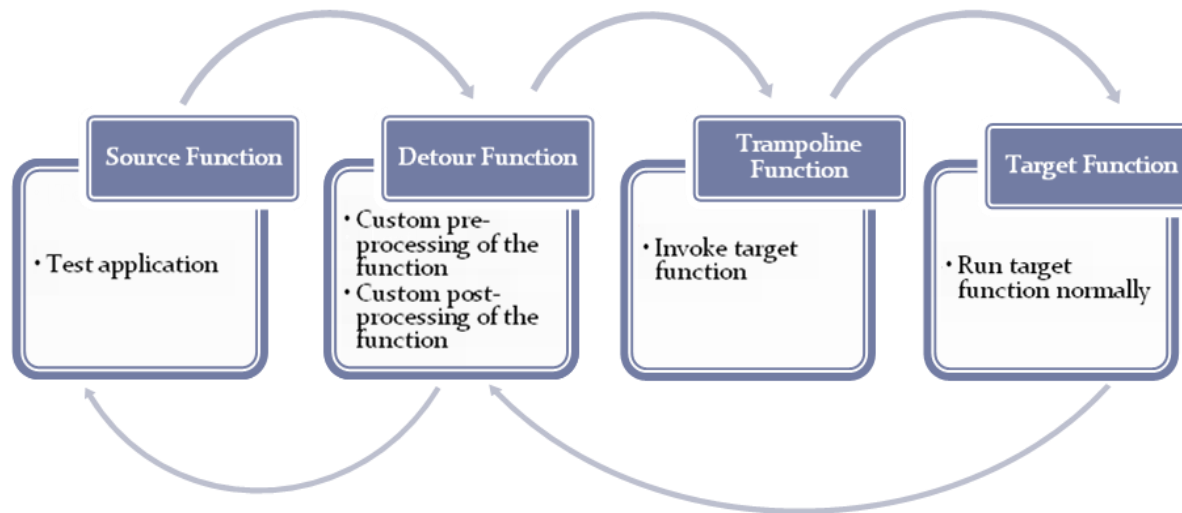 Source Function
• Test application
Detour Function
• Custom pre-
processing of the
function
• Custom post-
processing of the
function
Trampoline
Function
• Invoke target
function
Target Function
• Run target
function normally